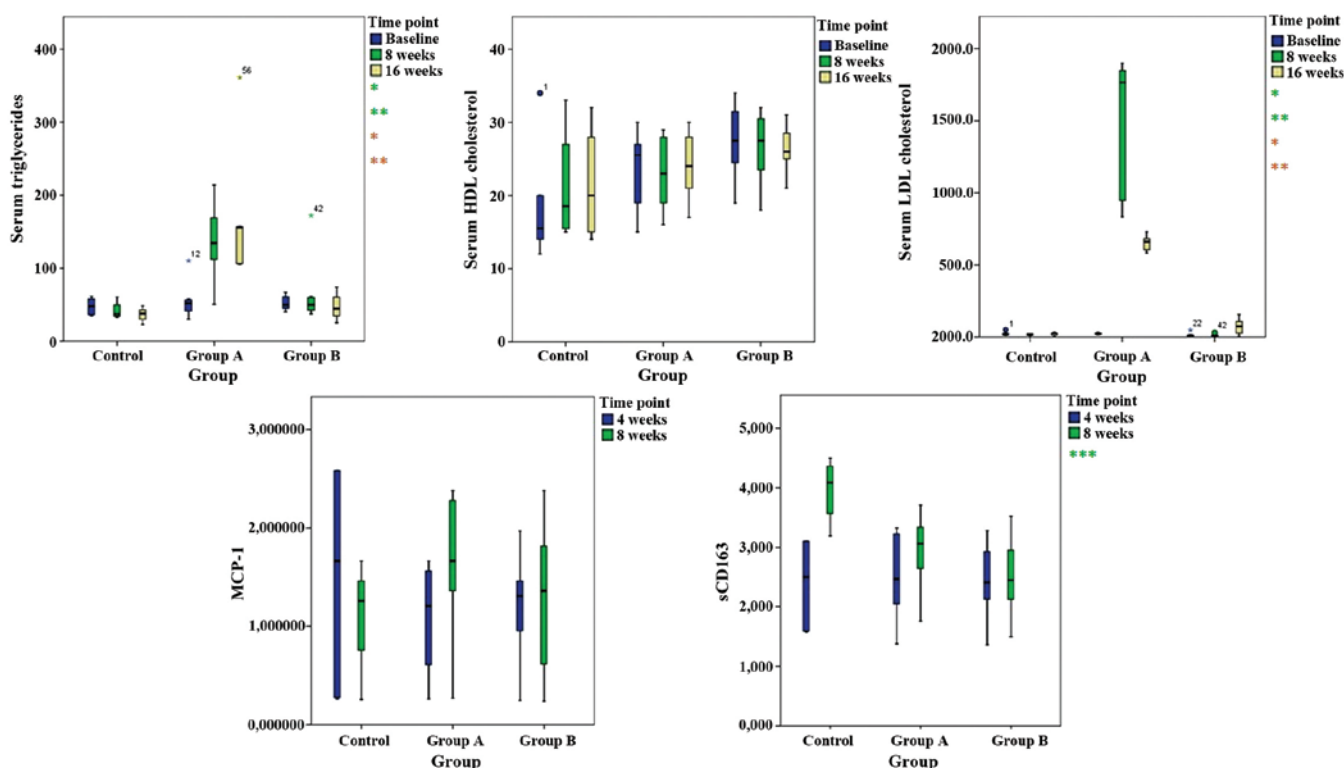 Time point
Baseline
8 weeks
16 weeks
*
**
*
**
400
300
200
100
0
Serum triglycerides
12
56
42
Control Group A Group B
Group
Time point
Baseline
8 weeks
16 weeks
40
30
20
10
0
Serum HDL cholesterol
1
Control Group A Group B
Group
Time point
Baseline
8 weeks
16 weeks
*
**
*
**
2000.0
1500.0
1000.0
500.0
2000.0
Serum LDL cholesterol
1
22
42
Control Group A Group B
Group
Time point
4 weeks
8 weeks
3,000000
2,000000
1,000000
0,000000
MCP-1
Control Group A Group B
Group
Time point
4 weeks
8 weeks
***
5,000
4,000
3,000
2,000
1,000
0,000
sCD163
Control Group A Group B
Group